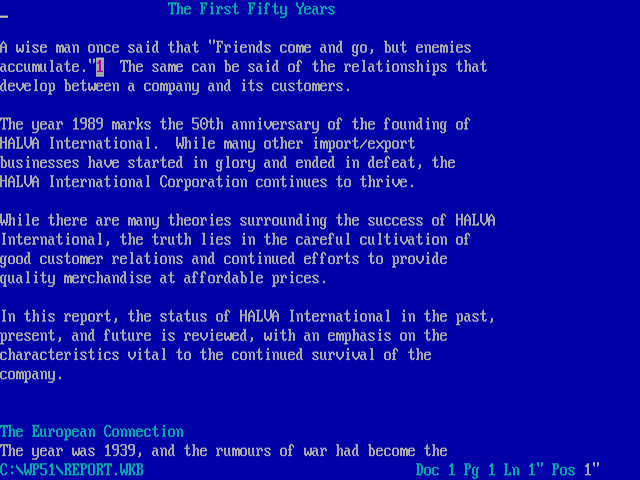 The First Fifty Years
A wise man once said that "Friends come and go, but enemies
accumulate."1 The same can be said of the relationships that
develop between a company and its customers.
The year 1989 marks the 50th anniversary of the founding of
HALVA International. While many other import/export
businesses have started in glory and ended in defeat, the
HALVA International Corporation continues to thrive.
While there are many theories surrounding the success of HALVA
International, the truth lies in the careful cultivation of
good customer relations and continued efforts to provide
quality merchandise at affordable prices.
In this report, the status of HALVA International in the past,
present, and future is reviewed, with an emphasis on the
characteristics vital to the continued survival of the
company.
The European Connection
The year was 1939, and the rumours of war had become the
C:\WP51\REPORT.WKB Doc 1 Pg 1 Ln 1" Pos 1"